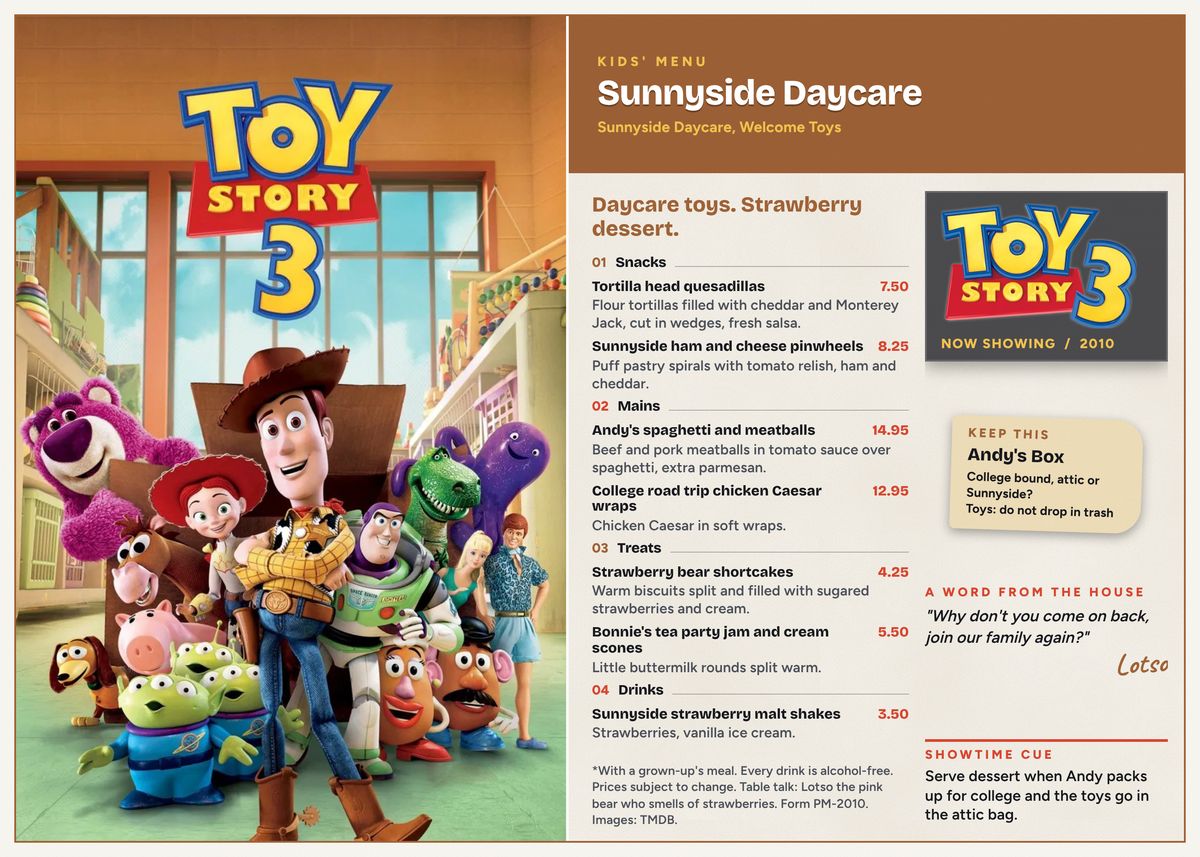 TOY
STORY
3
KIDS' MENU
Sunnyside Daycare
Sunnyside Daycare, Welcome Toys
Daycare toys. Strawberry
dessert.
01 Snacks
Tortilla head quesadillas 7.50
Flour tortillas filled with cheddar and Monterey
Jack, cut in wedges, fresh salsa.
Sunnyside ham and cheese pinwheels 8.25
Puff pastry spirals with tomato relish, ham and
cheddar.
02 Mains
Andy's spaghetti and meatballs 14.95
Beef and pork meatballs in tomato sauce over
spaghetti, extra parmesan.
College road trip chicken Caesar 12.95
wraps
Chicken Caesar in soft wraps.
03 Treats
Strawberry bear shortcakes 4.25
Warm biscuits split and filled with sugared
strawberries and cream.
Bonnie's tea party jam and cream 5.50
scones
Little buttermilk rounds split warm.
04 Drinks
Sunnyside strawberry malt shakes 3.50
Strawberries, vanilla ice cream.
*With a grown-up's meal. Every drink is alcohol-free.
Prices subject to change. Table talk: Lotso the pink
bear who smells of strawberries. Form PM-2010.
Images: TMDB.
TOY
STORY 3
NOW SHOWING / 2010
KEEP THIS
Andy's Box
College bound, attic or
Sunnyside?
Toys: do not drop in trash
A WORD FROM THE HOUSE
"Why don't you come on back,
join our family again?"
Lotso
SHOWTIME CUE
Serve dessert when Andy packs
up for college and the toys go in
the attic bag.